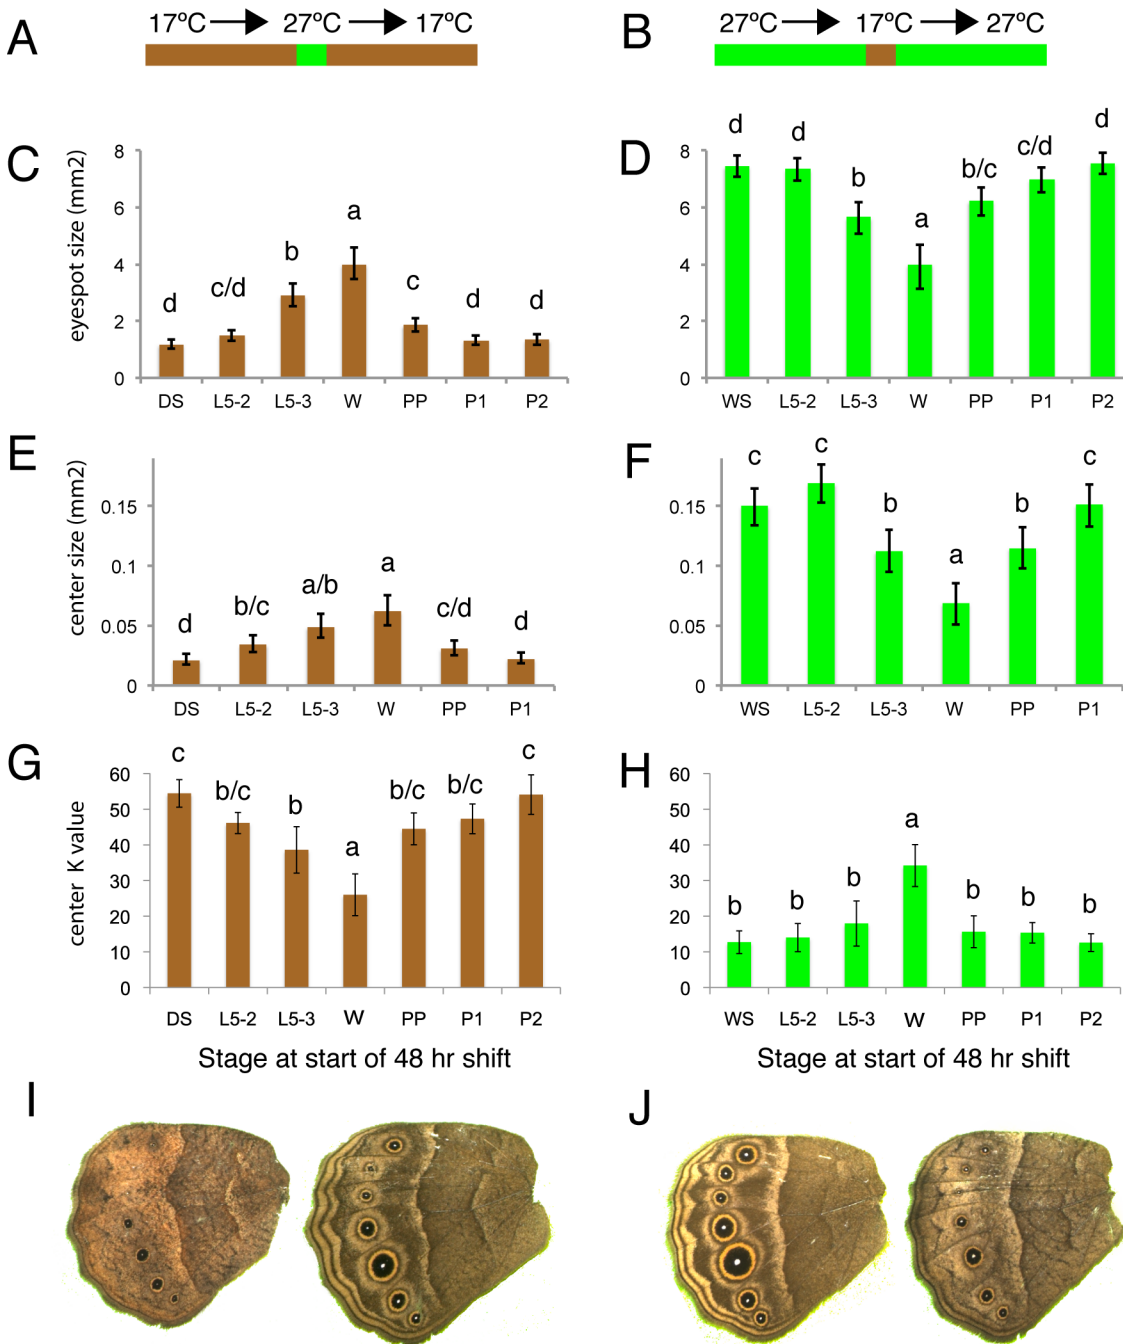 A
17ºC 27ºC 17ºC
B
27ºC 17ºC 27ºC
C
eyespot size (mm2)
8
6
4
2
0
d c/d b a c d d
DS L5-2 L5-3 W PP P1 P2
D
8
6
4
2
0
d d b a b/c c/d d
WS L5-2 L5-3 W PP P1 P2
E
center size (mm2)
0.15
0.1
0.05
0
d b/c a/b a c/d d
DS L5-2 L5-3 W PP P1
F
0.15
0.1
0.05
0
c c b a b c
WS L5-2 L5-3 W PP P1
G
center K value
60
50
40
30
20
10
0
c b/c b a b/c b/c c
DS L5-2 L5-3 W PP P1 P2
Stage at start of 48 hr shift
H
60
50
40
30
20
10
0
b b b a b b b
WS L5-2 L5-3 W PP P1 P2
Stage at start of 48 hr shift
I
J